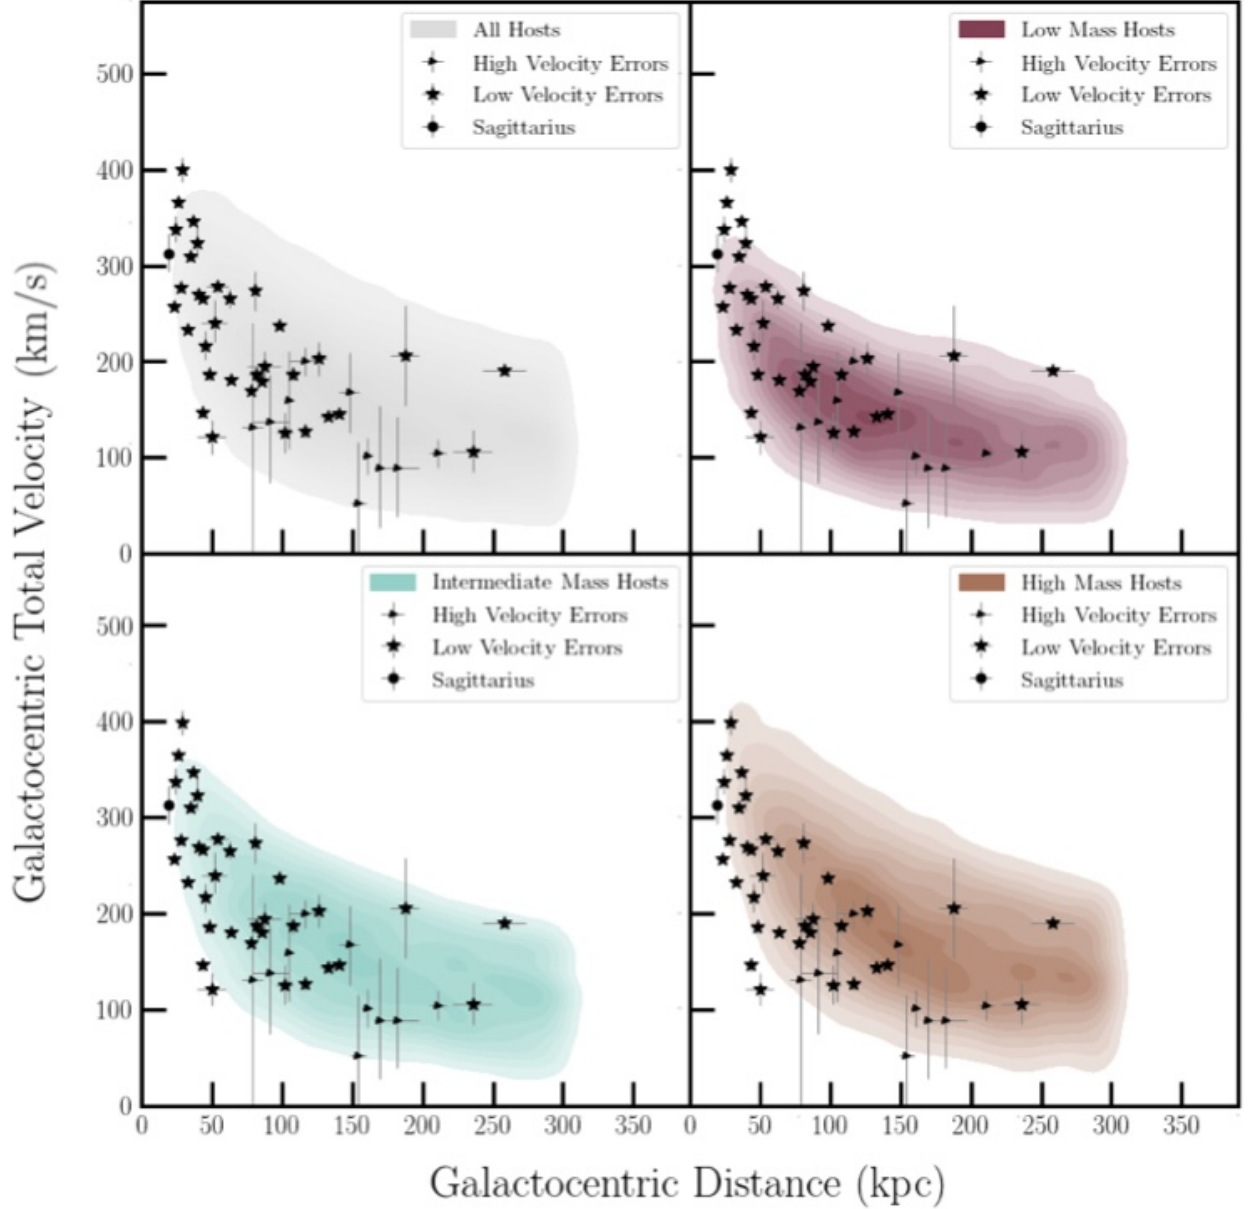 All Hosts
High Velocity Errors
Low Velocity Errors
Sagittarius
Low Mass Hosts
High Velocity Errors
Low Velocity Errors
Sagittarius
500
400
300
200
100
0
Intermediate Mass Hosts
High Velocity Errors
Low Velocity Errors
Sagittarius
High Mass Hosts
High Velocity Errors
Low Velocity Errors
Sagittarius
500
400
300
200
100
0
0 50 100 150 200 250 300 350 0 50 100 150 200 250 300 350
Galactocentric Total Velocity (km/s)
Galactocentric Distance (kpc)